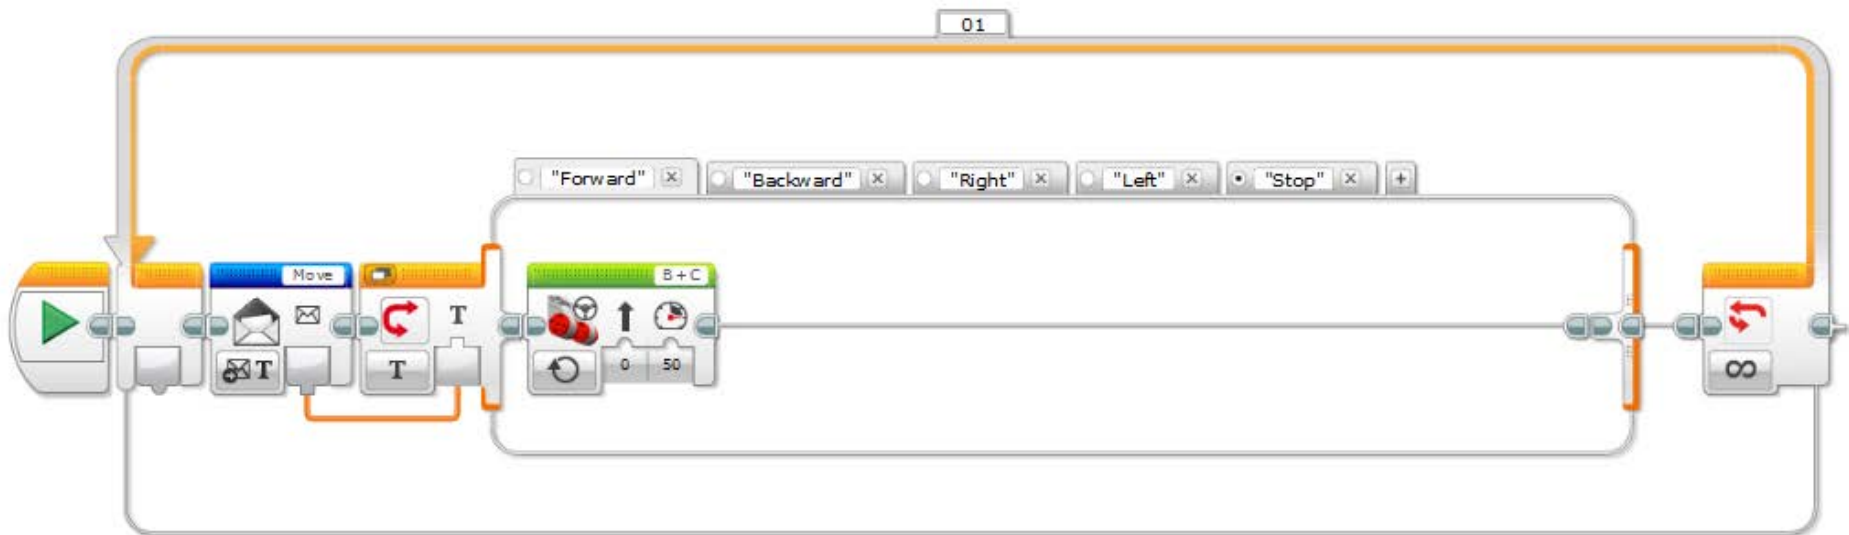 01
"Forward" "Backward" "Right" "Left" "Stop" +
Move B+C
T
T T 0 50 ∞